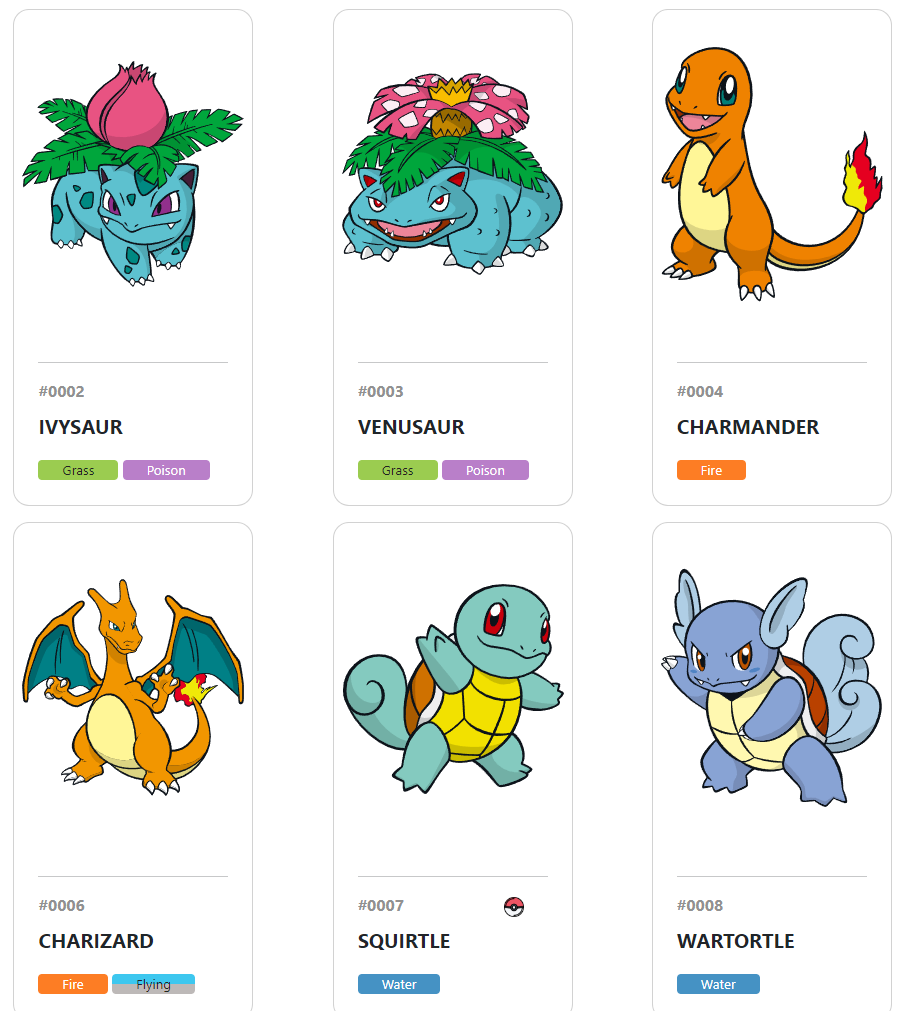 #0002
IVYSAUR
Grass Poison
#0003
VENUSAUR
Grass Poison
#0004
CHARMANDER
Fire
#0006
CHARIZARD
Fire Flying
#0007
SQUIRTLE
Water
#0008
WARTORTLE
Water